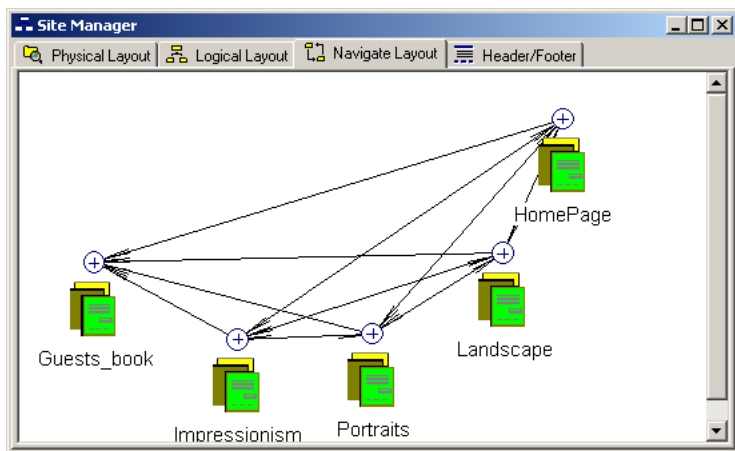 Site Manager
Physical Layout Logical Layout Navigate Layout Header/Footer
HomePage
Landscape
Guests_book
Portraits
Impressionism